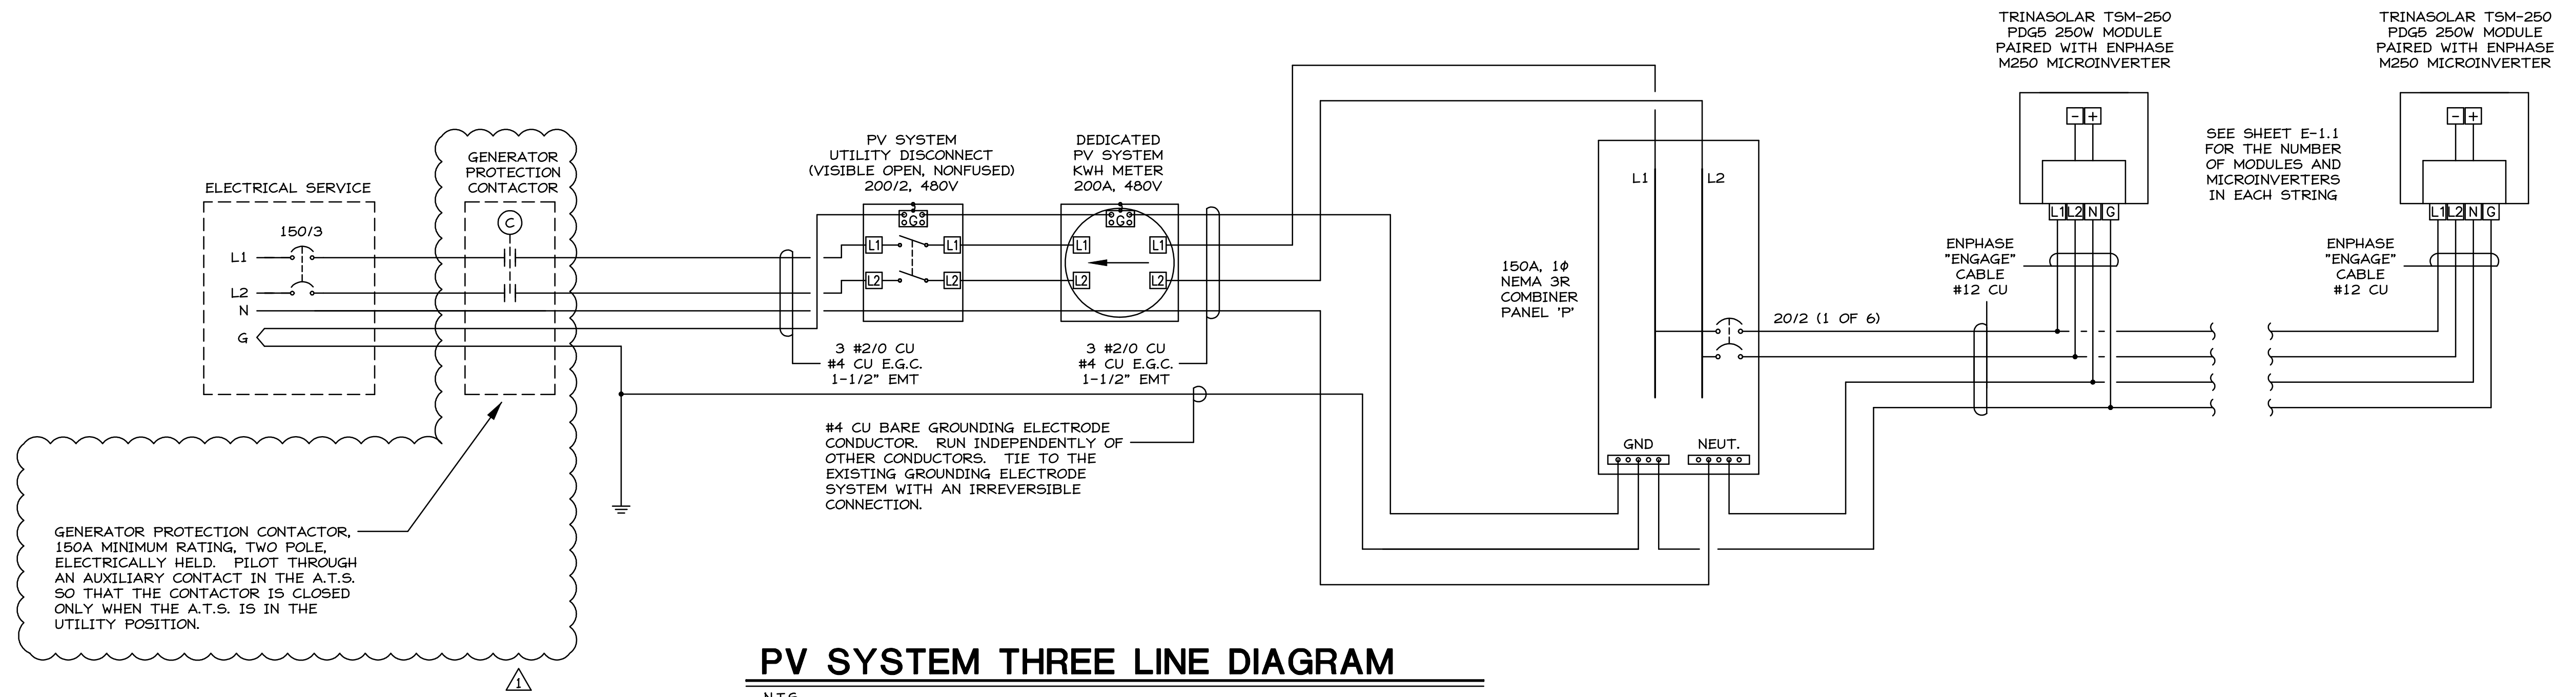 TRINASOLAR TSM-250
PDG5 250W MODULE
PAIRED WITH ENPHASE
M250 MICROINVERTER
TRINASOLAR TSM-250
PDG5 250W MODULE
PAIRED WITH ENPHASE
M250 MICROINVERTER
- +
- +
SEE SHEET E-1.1
FOR THE NUMBER
OF MODULES AND
MICROINVERTERS
IN EACH STRING
L1 L2 N G
L1 L2 N G
ENPHASE
"ENGAGE"
CABLE
#12 CU
ENPHASE
"ENGAGE"
CABLE
#12 CU
ELECTRICAL SERVICE
150/3
L1
L2
N
G
GENERATOR
PROTECTION
CONTACTOR
C
PV SYSTEM
UTILITY DISCONNECT
(VISIBLE OPEN, NONFUSED)
200/2, 480V
G
L1 L1
L2 L2
DEDICATED
PV SYSTEM
KWH METER
200A, 480V
G
L1 L1
L2 L2
3 #2/0 CU
#4 CU E.G.C.
1-1/2" EMT
3 #2/0 CU
#4 CU E.G.C.
1-1/2" EMT
150A, 1ϕ
NEMA 3R
COMBINER
PANEL 'P'
L1 L2
20/2 (1 OF 6)
GND NEUT.
#4 CU BARE GROUNDING ELECTRODE
CONDUCTOR. RUN INDEPENDENTLY OF
OTHER CONDUCTORS. TIE TO THE
EXISTING GROUNDING ELECTRODE
SYSTEM WITH AN IRREVERSIBLE
CONNECTION.
GENERATOR PROTECTION CONTACTOR,
150A MINIMUM RATING, TWO POLE,
ELECTRICALLY HELD. PILOT THROUGH
AN AUXILIARY CONTACT IN THE A.T.S.
SO THAT THE CONTACTOR IS CLOSED
ONLY WHEN THE A.T.S. IS IN THE
UTILITY POSITION.
1
PV SYSTEM THREE LINE DIAGRAM
N.T.S.